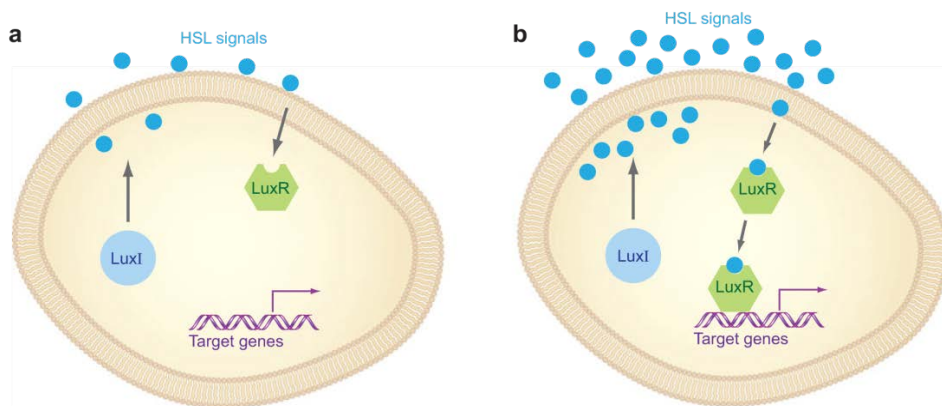 a
HSL signals
LuxR
LuxI
Target genes
b
HSL signals
LuxR
LuxI
LuxR
Target genes